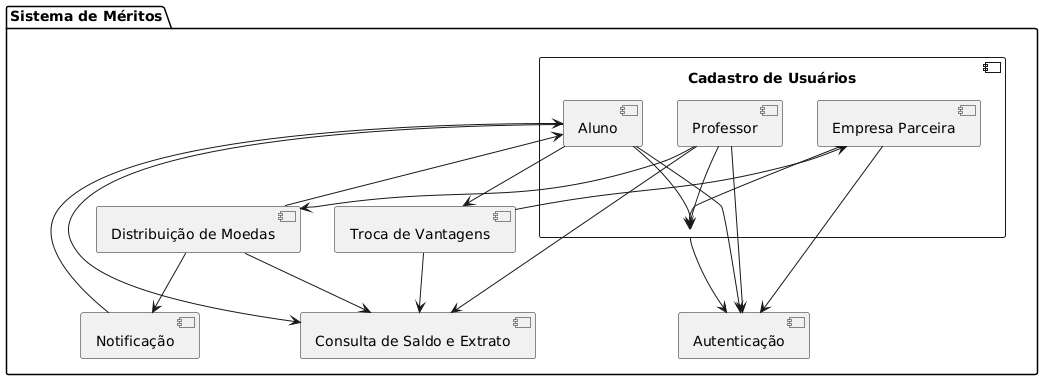 Sistema de Méritos
Cadastro de Usuários
Aluno
Professor
Empresa Parceira
Distribuição de Moedas
Troca de Vantagens
Notificação
Consulta de Saldo e Extrato
Autenticação